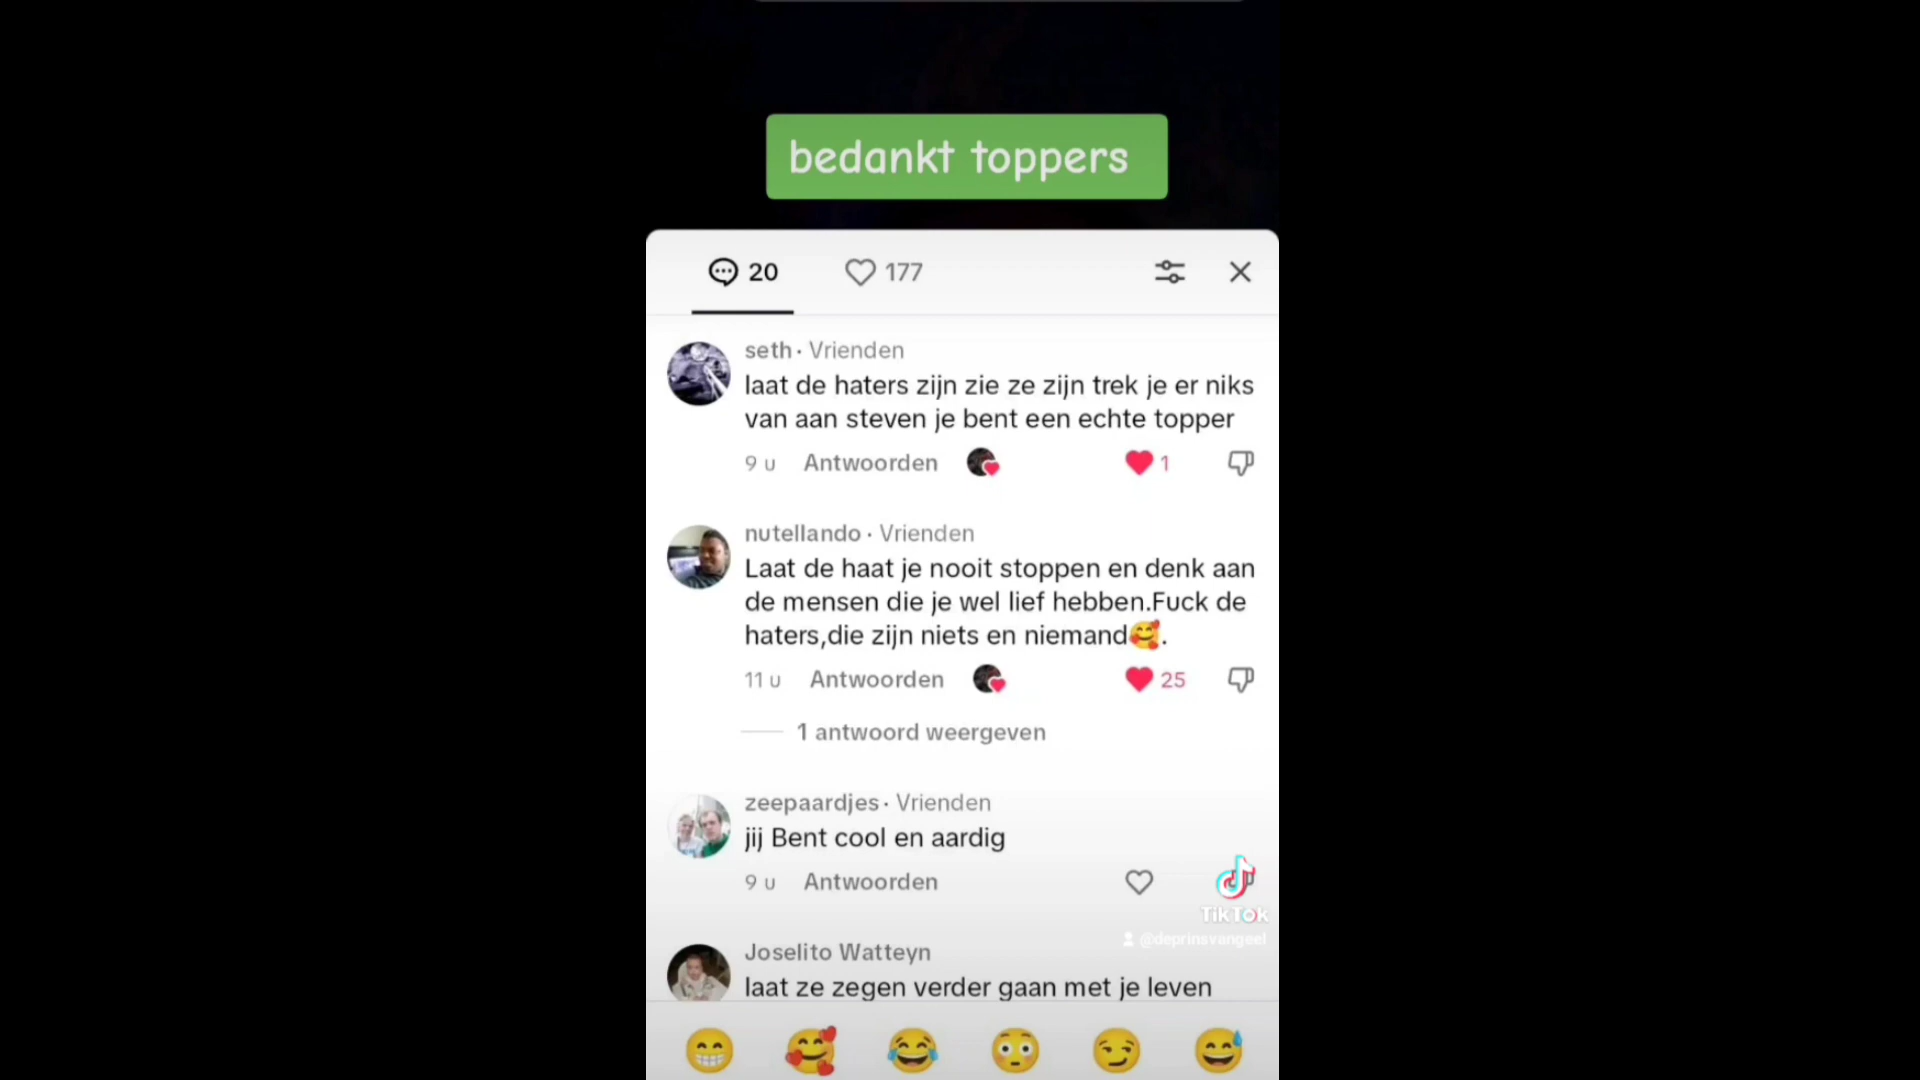 bedankt toppers
20
177
seth · Vrienden
laat de haters zijn zie ze zijn trek je er niks
van aan steven je bent een echte topper
9 u Antwoorden 1
nutellando · Vrienden
Laat de haat je nooit stoppen en denk aan
de mensen die je wel lief hebben.Fuck de
haters,die zijn niets en niemand🥰.
11 u Antwoorden 25
1 antwoord weergeven
zeepaardjes · Vrienden
jij Bent cool en aardig
9 u Antwoorden
TikTok
@deprinsvangeel
Joselito Watteyn
laat ze zegen verder gaan met je leven